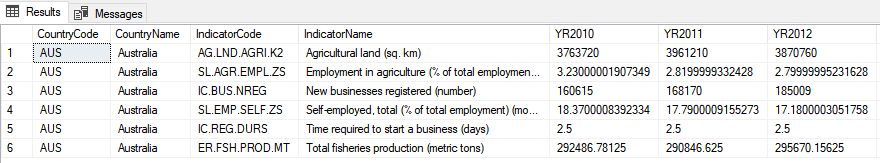 Results Messages
CountryCode CountryName IndicatorCode IndicatorName YR2010 YR2011 YR2012
1 AUS Australia AG.LND.AGRI.K2 Agricultural land (sq. km) 3763720 3961210 3870760
2 AUS Australia SL.AGR.EMPL.ZS Employment in agriculture (% of total employmen... 3.23000001907349 2.8199999332428 2.79999995231628
3 AUS Australia IC.BUS.NREG New businesses registered (number) 160615 168170 185009
4 AUS Australia SL.EMP.SELF.ZS Self-employed, total (% of total employment) (mo... 18.3700008392334 17.7900009155273 17.1800003051758
5 AUS Australia IC.REG.DURS Time required to start a business (days) 2.5 2.5 2.5
6 AUS Australia ER.FSH.PROD.MT Total fisheries production (metric tons) 292486.78125 290846.625 295670.15625